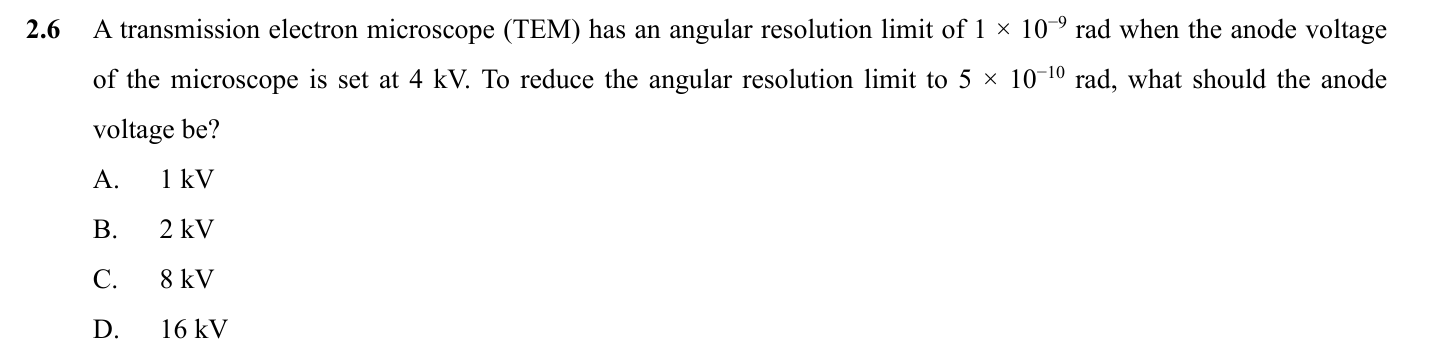 2.6 A transmission electron microscope (TEM) has an angular resolution limit of 1 × 10⁻⁹ rad when the anode voltage
of the microscope is set at 4 kV. To reduce the angular resolution limit to 5 × 10⁻¹⁰ rad, what should the anode
voltage be?
A. 1 kV
B. 2 kV
C. 8 kV
D. 16 kV